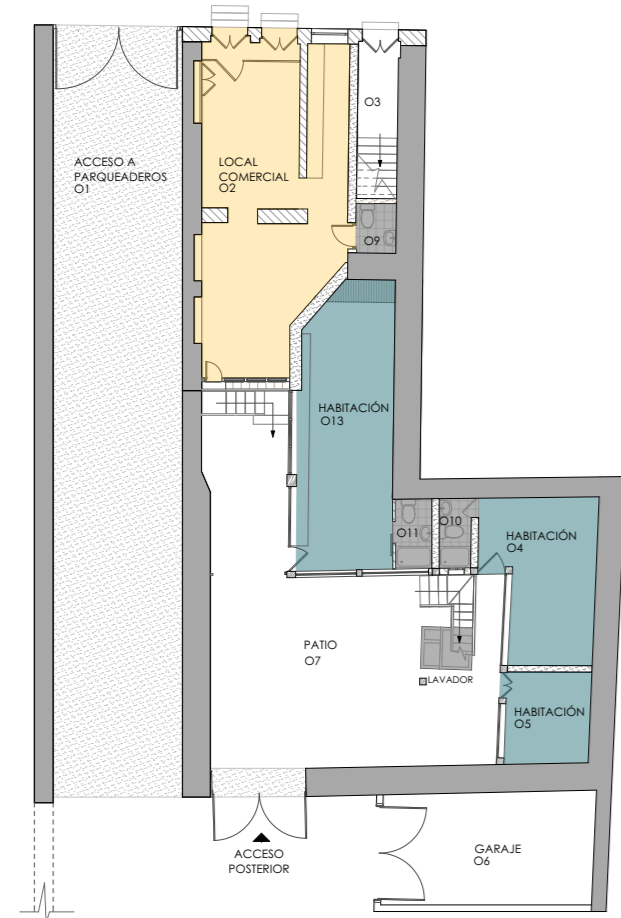 O3
ACCESO A
PARQUEADEROS
O1
LOCAL
COMERCIAL
O2
O9
HABITACIÓN
O13
O11
O10
HABITACIÓN
O4
PATIO
O7
LAVADOR
HABITACIÓN
O5
ACCESO
POSTERIOR
GARAJE
O6